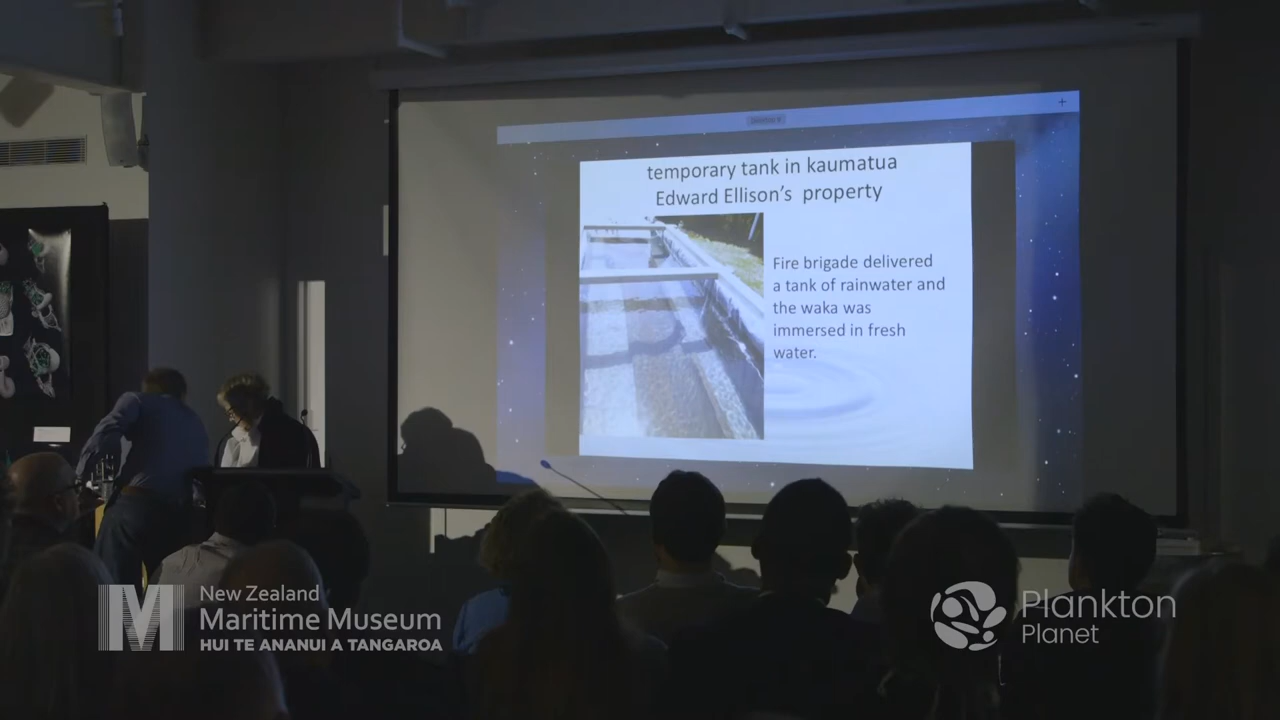 temporary tank in kaumatua
Edward Ellison's property
Fire brigade delivered
a tank of rainwater and
the waka was
immersed in fresh
water.
New Zealand
Maritime Museum
HUI TE ANANUI A TANGAROA
Plankton
Planet